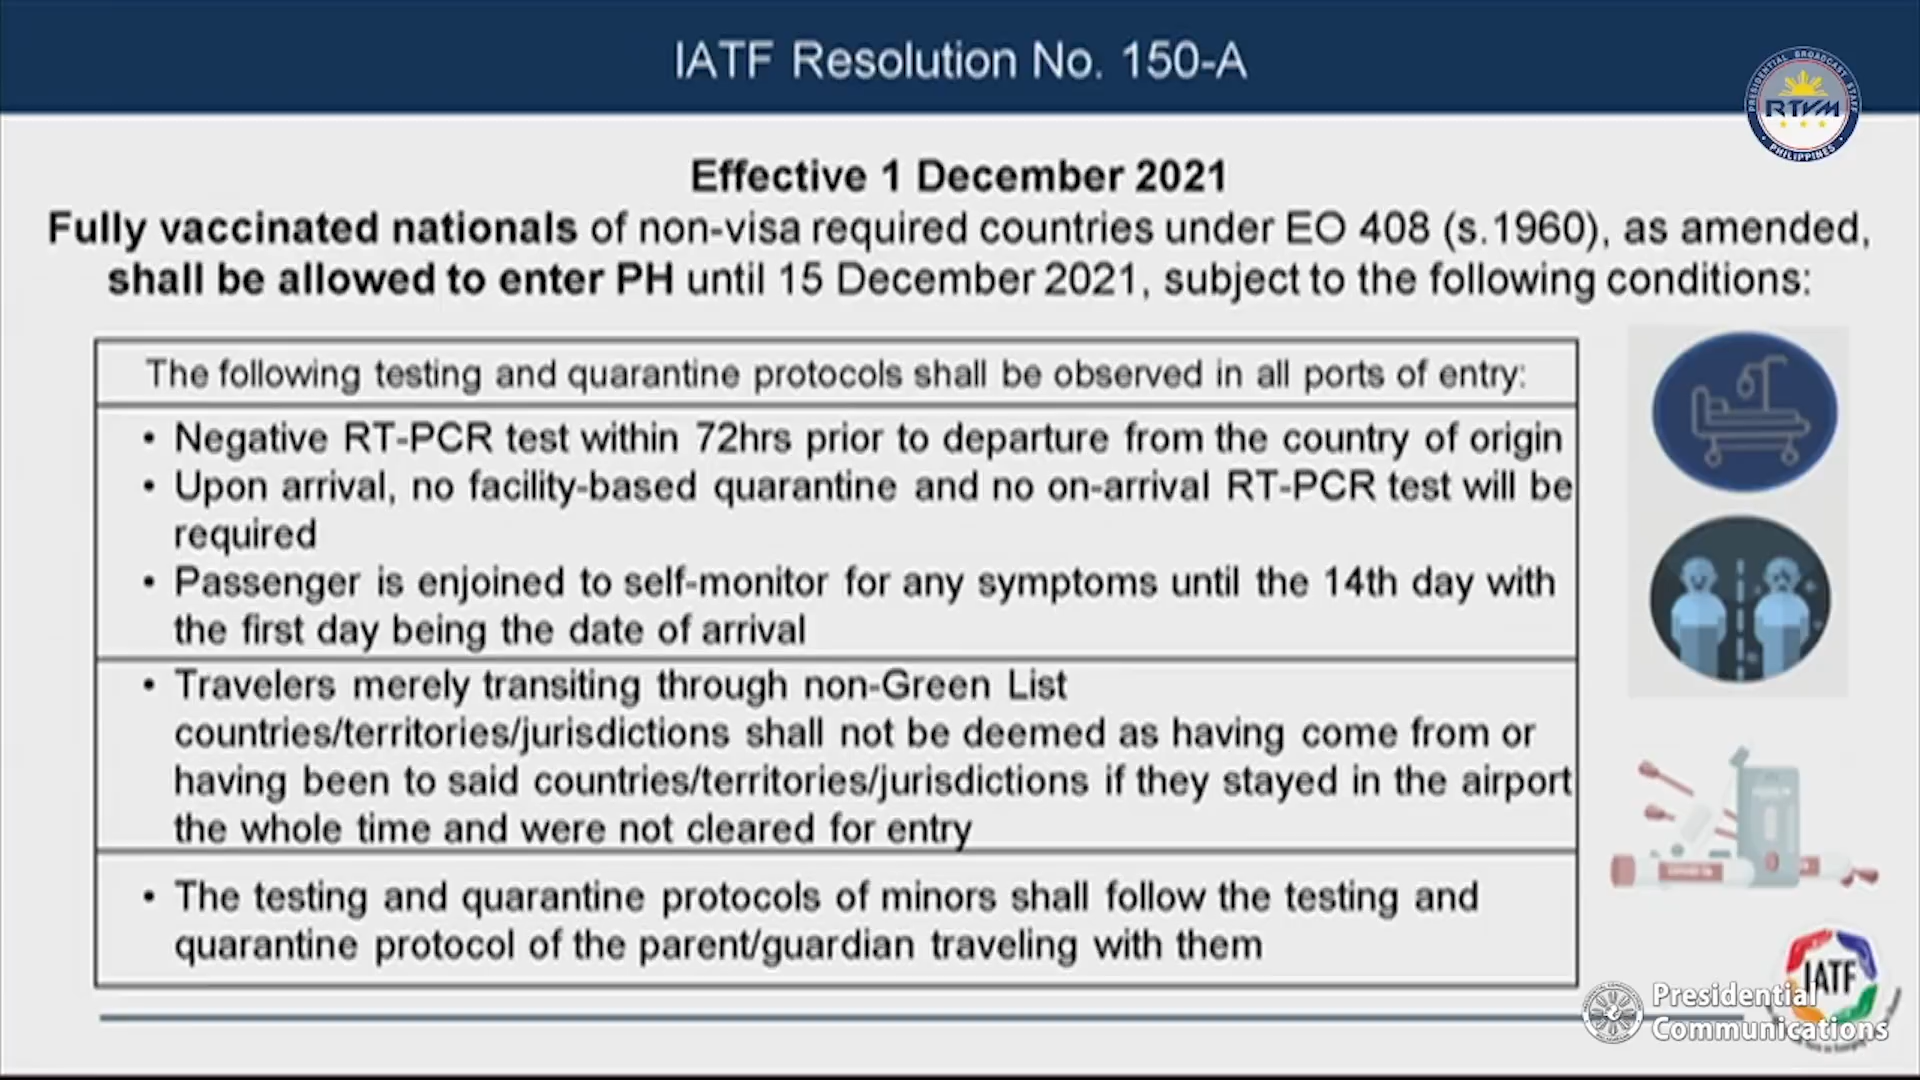 IATF Resolution No. 150-A
PRESIDENTIAL BROADCAST STAFF
RTVM
PHILIPPINES
Effective 1 December 2021
Fully vaccinated nationals of non-visa required countries under EO 408 (s.1960), as amended,
shall be allowed to enter PH until 15 December 2021, subject to the following conditions:
The following testing and quarantine protocols shall be observed in all ports of entry:
• Negative RT-PCR test within 72hrs prior to departure from the country of origin
• Upon arrival, no facility-based quarantine and no on-arrival RT-PCR test will be
required
• Passenger is enjoined to self-monitor for any symptoms until the 14th day with
the first day being the date of arrival
• Travelers merely transiting through non-Green List
countries/territories/jurisdictions shall not be deemed as having come from or
having been to said countries/territories/jurisdictions if they stayed in the airport
the whole time and were not cleared for entry
• The testing and quarantine protocols of minors shall follow the testing and
quarantine protocol of the parent/guardian traveling with them
IATF
Presidential
Communications